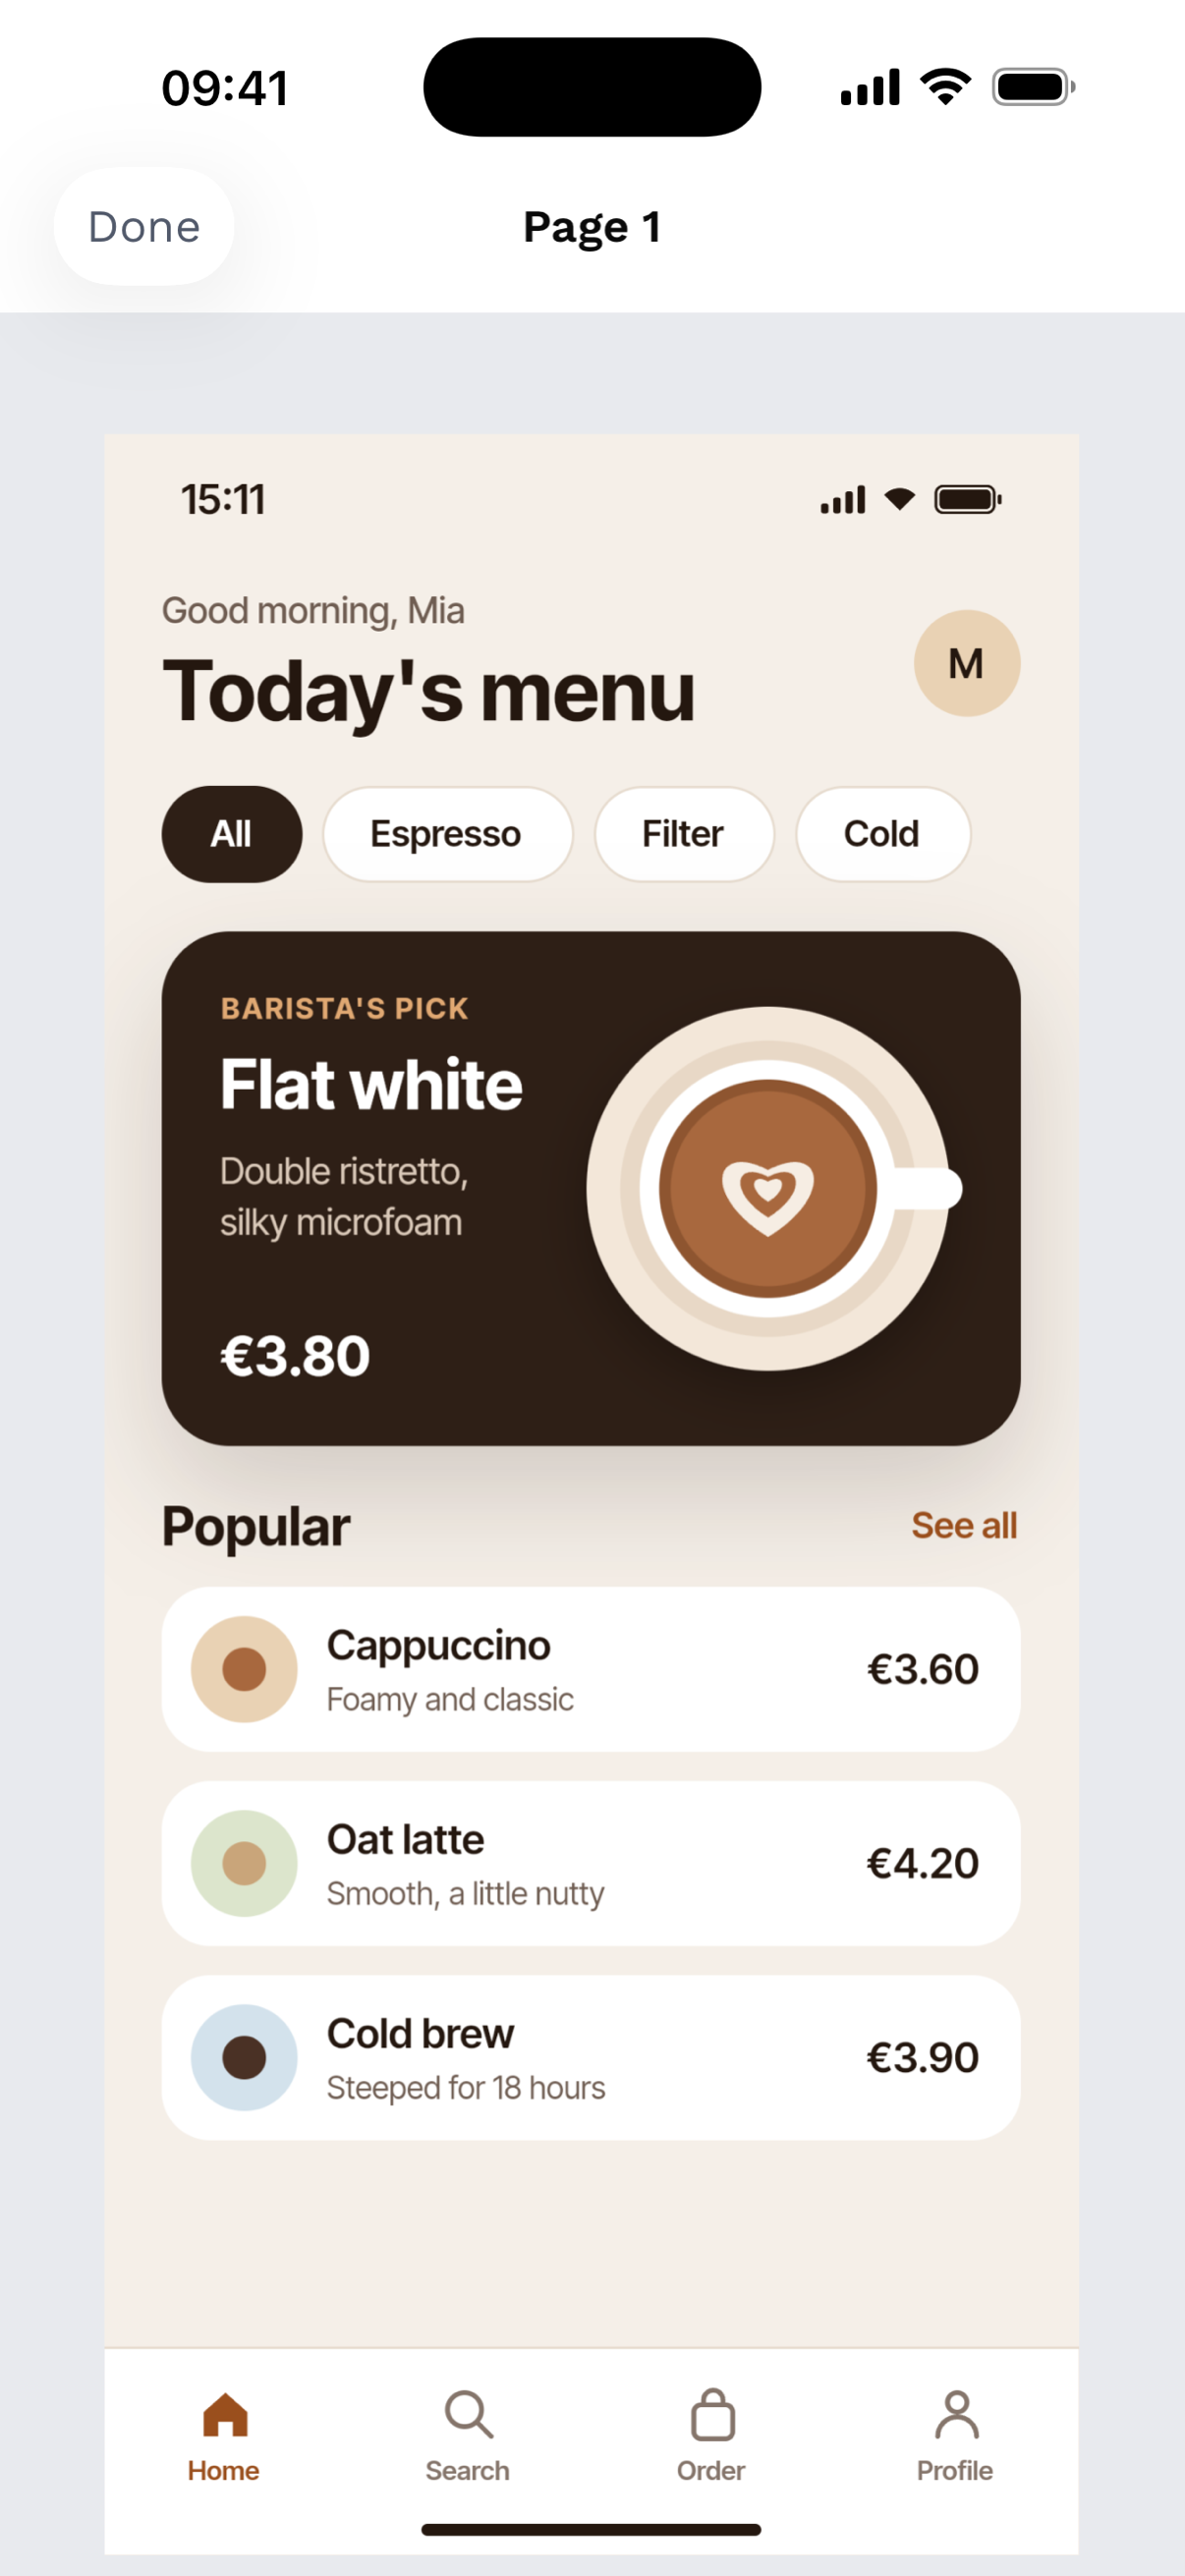 09:41
Done
Page 1
15:11
Good morning, Mia
Today's menu
M
All
Espresso
Filter
Cold
BARISTA'S PICK
Flat white
Double ristretto,
silky microfoam
€3.80
Popular
See all
Cappuccino
Foamy and classic
€3.60
Oat latte
Smooth, a little nutty
€4.20
Cold brew
Steeped for 18 hours
€3.90
Home
Search
Order
Profile